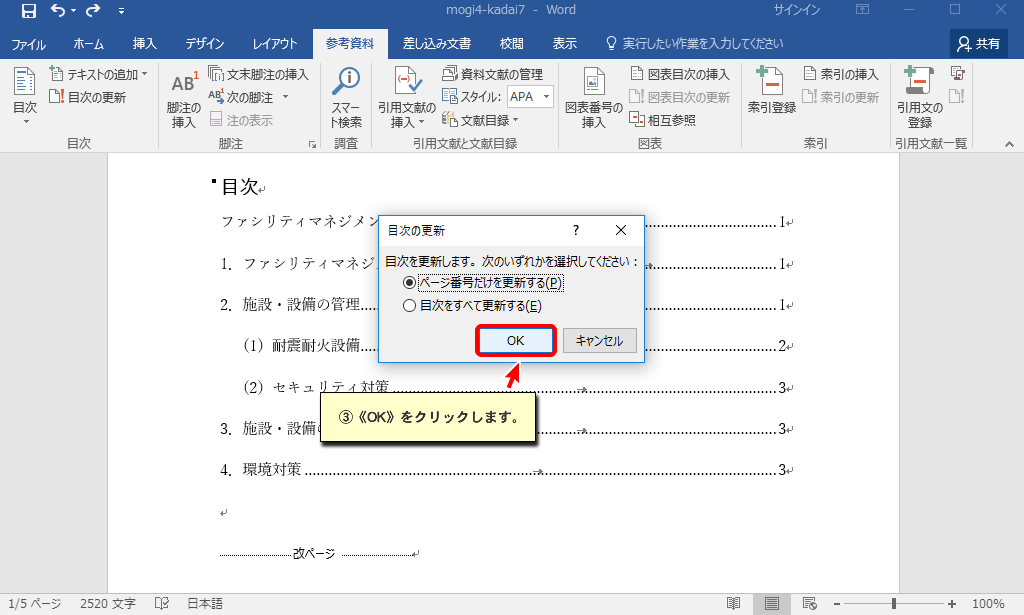 mogi4-kadai7 - Word
サインイン
ファイル ホーム 挿入 デザイン レイアウト 参考資料 差し込み文書 校閲 表示 実行したい作業を入力してください 共有
目次
テキストの追加
目次の更新
目次
AB1
脚注の挿入
文末脚注の挿入
AB1 次の脚注
注の表示
脚注
スマート検索
調査
引用文献の挿入
資料文献の管理
スタイル: APA
文献目録
引用文献と文献目録
図表番号の挿入
図表目次の挿入
図表目次の更新
相互参照
図表
索引登録
索引の挿入
索引の更新
索引
引用文の登録
引用文献一覧
目次
ファシリティマネジメン 1
1. ファシリティマネジ 1
2. 施設・設備の管理 1
(1) 耐震耐火設備 2
(2) セキュリティ対策 3
3. 施設・設備 3
4. 環境対策 3
改ページ
目次の更新 ?
目次を更新します。次のいずれかを選択してください:
ページ番号だけを更新する(P)
目次をすべて更新する(E)
OK キャンセル
③《OK》をクリックします。
1/5 ページ 2520 文字 日本語 100%